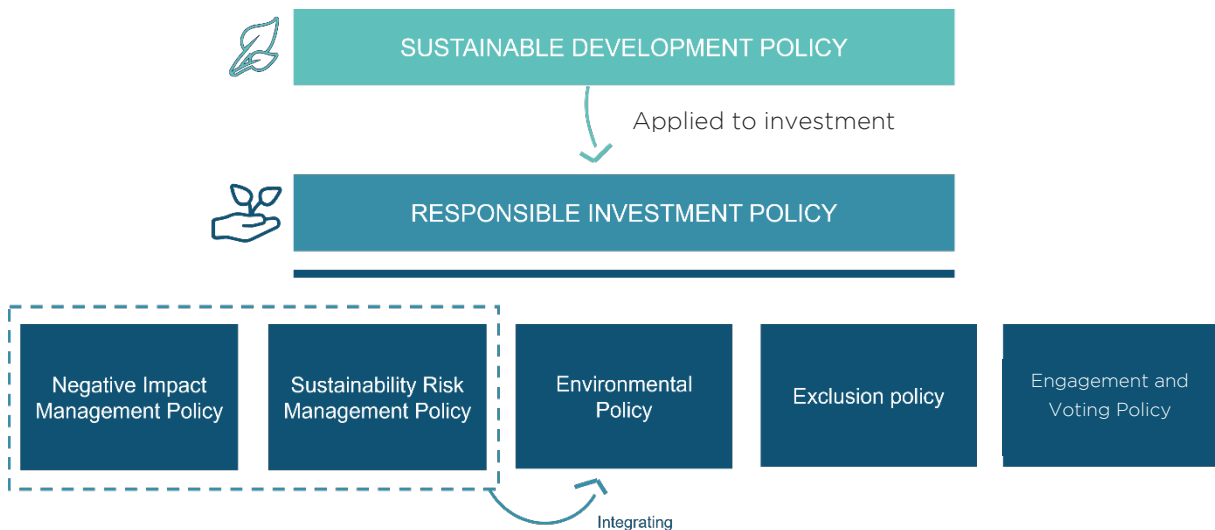 SUSTAINABLE DEVELOPMENT POLICY
Applied to investment
RESPONSIBLE INVESTMENT POLICY
Negative Impact
Management Policy
Sustainability Risk
Management Policy
Environmental
Policy
Exclusion policy
Engagement and
Voting Policy
Integrating